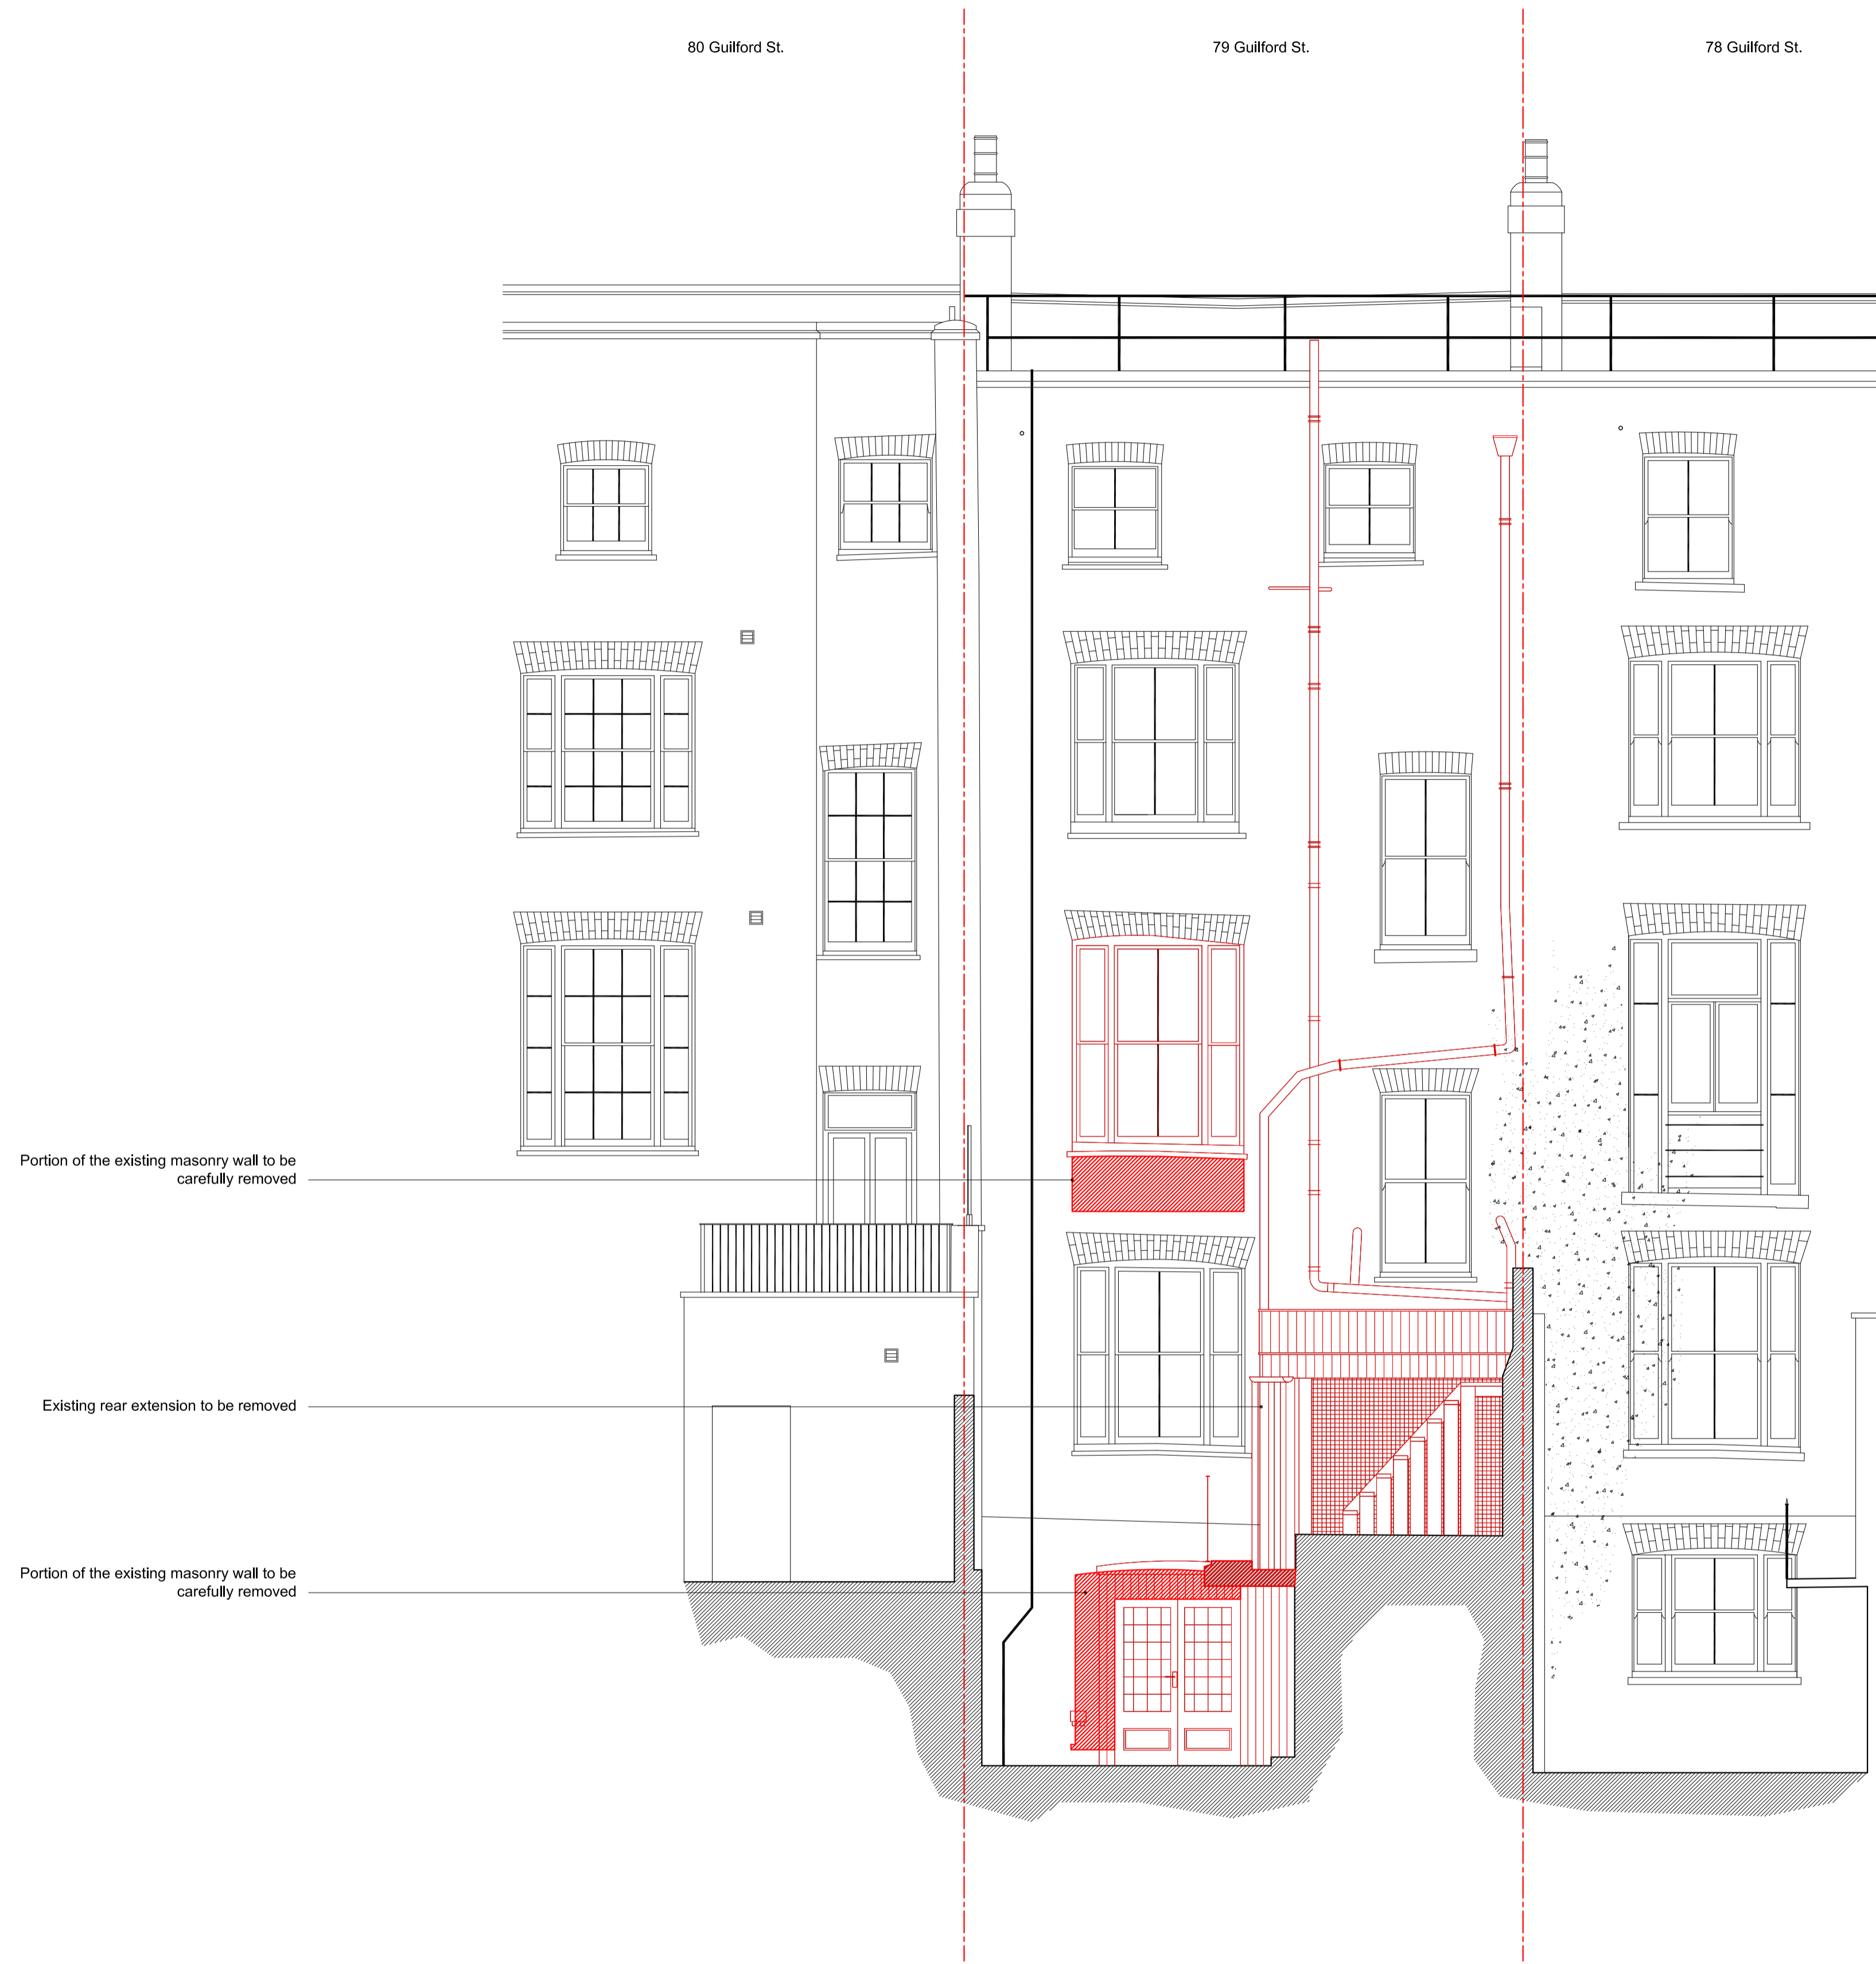 80 Guilford St.
79 Guilford St.
78 Guilford St.
Portion of the existing masonry wall to be
carefully removed
Existing rear extension to be removed
Portion of the existing masonry wall to be
carefully removed